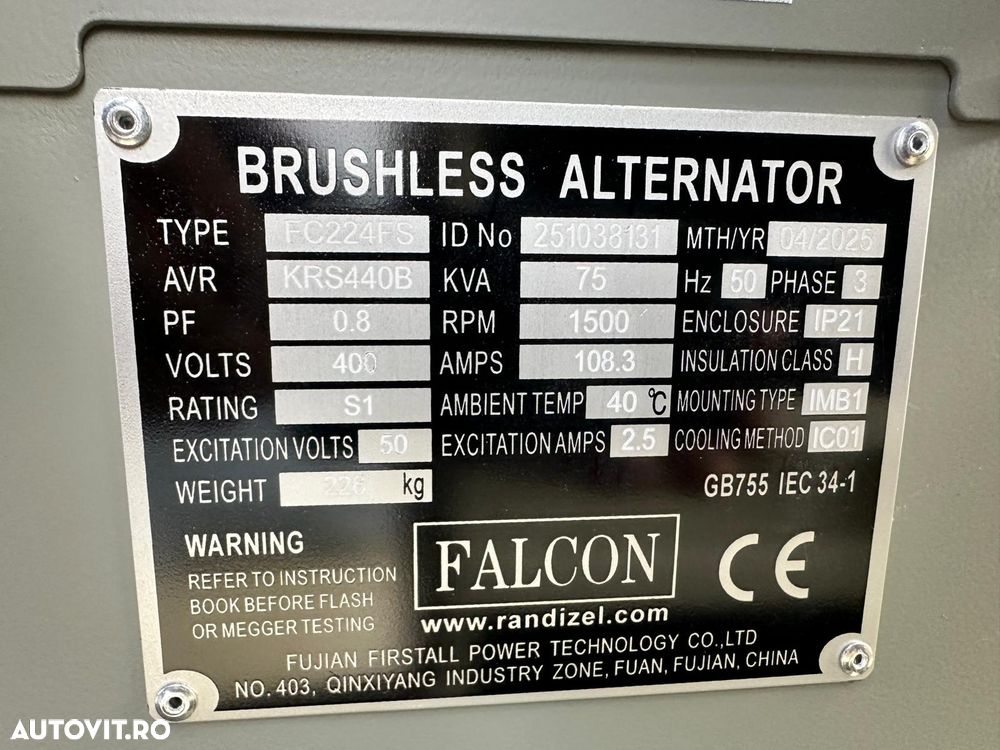 BRUSHLESS ALTERNATOR
TYPE FC224FS ID No 251038131 MTH/YR 04/2025
AVR KRS440B KVA 75 Hz 50 PHASE 3
PF 0.8 RPM 1500 ENCLOSURE IP21
VOLTS 400 AMPS 108.3 INSULATION CLASS H
RATING S1 AMBIENT TEMP 40 ℃ MOUNTING TYPE IMB1
EXCITATION VOLTS 50 EXCITATION AMPS 2.5 COOLING METHOD IC01
WEIGHT 226 kg GB755 IEC 34-1
WARNING
REFER TO INSTRUCTION
BOOK BEFORE FLASH
OR MEGGER TESTING
FALCON
www.randizel.com
CE
FUJIAN FIRSTALL POWER TECHNOLOGY CO.,LTD
NO. 403, QINXIYANG INDUSTRY ZONE, FUAN, FUJIAN, CHINA
AUTOVIT.RO